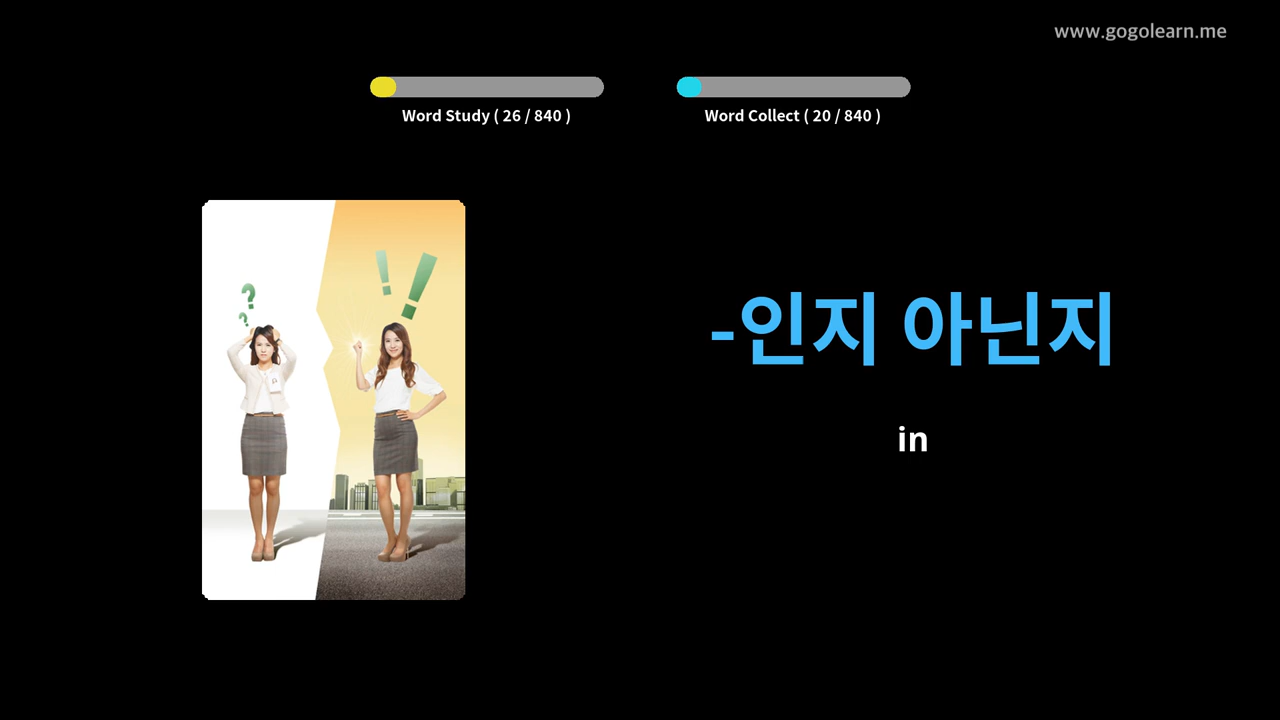 www.gogolearn.me
Word Study ( 26 / 840 )
Word Collect ( 20 / 840 )
? ?
! !
-인지 아닌지
in